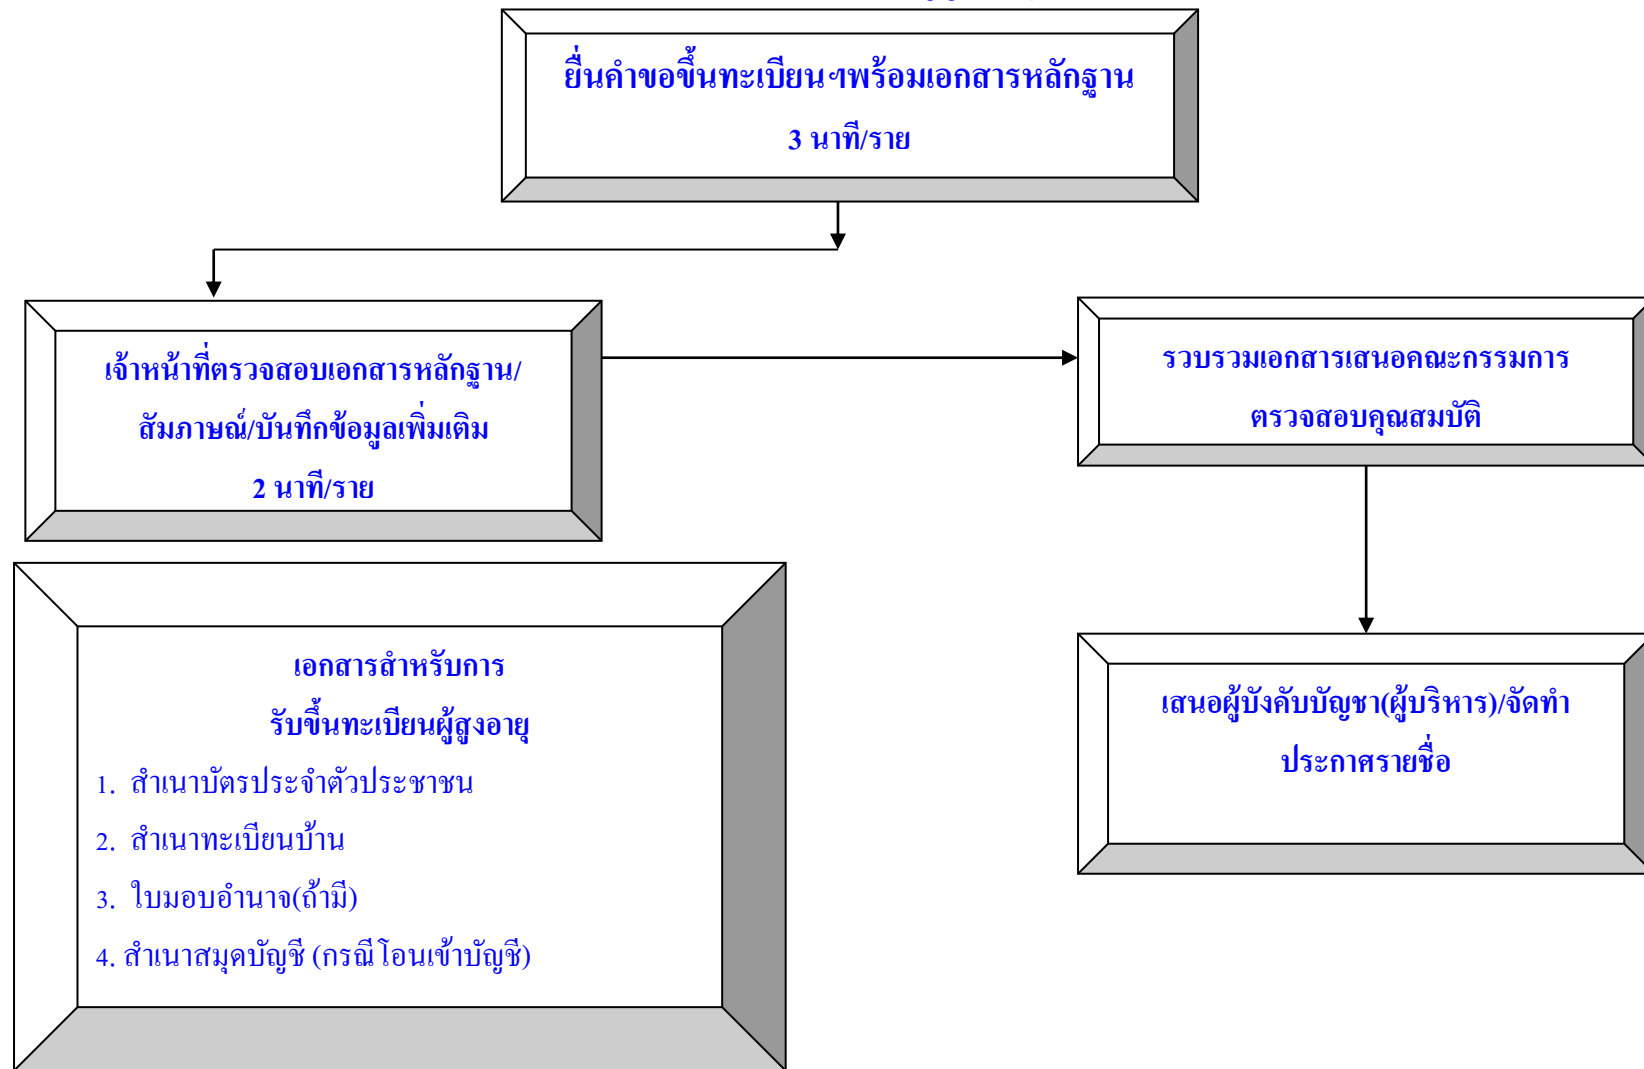 ยื่นคำขอขึ้นทะเบียนฯพร้อมเอกสารหลักฐาน
3 นาที/ราย
เจ้าหน้าที่ตรวจสอบเอกสารหลักฐาน/
สัมภาษณ์/บันทึกข้อมูลเพิ่มเติม
2 นาที/ราย
รวบรวมเอกสารเสนอคณะกรรมการ
ตรวจสอบคุณสมบัติ
เอกสารสำหรับการ
รับขึ้นทะเบียนผู้สูงอายุ
1. สำเนาบัตรประจำตัวประชาชน
2. สำเนาทะเบียนบ้าน
3. ใบมอบอำนาจ(ถ้ามี)
4. สำเนาสมุดบัญชี (กรณีโอนเข้าบัญชี)
เสนอผู้บังคับบัญชา(ผู้บริหาร)/จัดทำ
ประกาศรายชื่อ